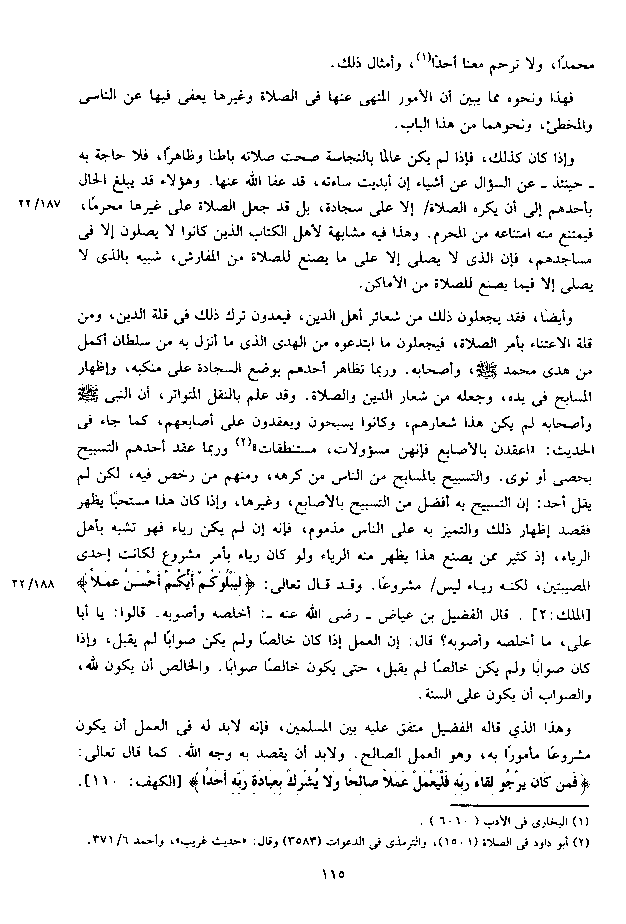 محمدًا، ولا ترحم معنا أحدًا(١)، وأمثال ذلك.
فهذا ونحوه مما يبين أن الأمور المنهى عنها فى الصلاة وغيرها يعفى فيها عن الناسى
والمخطئ، ونحوهما من هذا الباب.
وإذا كان كذلك، فإذا لم يكن عالمًا بالنجاسة صحت صلاته باطنا وظاهرًا، فلا حاجة به
ـ حينئذ ـ عن السؤال عن أشياء إن أبديت ساءته، قد عفا الله عنها. وهؤلاء قد يبلغ الحال
بأحدهم إلى أن يكره الصلاة/ إلا على سجادة، بل قد جعل الصلاة على غيرها محرمًا، ٢٢/١٨٧
فيمتنع منه امتناعه من المحرم. وهذا فيه مشابهة لأهل الكتاب الذين كانوا لا يصلون إلا فى
مساجدهم، فإن الذى لا يصلى إلا على ما يصنع للصلاة من المفارش، شبيه بالذى لا
يصلى إلا فيما يصنع للصلاة من الأماكن.
وأيضًا، فقد يجعلون ذلك من شعائر أهل الدين، فيعدون ترك ذلك فى قلة الدين، ومن
قلة الاعتناء بأمر الصلاة، فيجعلون ما ابتدعوه من الهدى الذى ما أنزل به من سلطان أكمل
من هدى محمد ﷺ، وأصحابه. وربما تظاهر أحدهم بوضع السجادة على منكبه، وإظهار
المسابح فى يده، وجعله من شعار الدين والصلاة. وقد علم بالنقل المتواتر، أن النبى ﷺ
وأصحابه لم يكن هذا شعارهم، وكانوا يسبحون ويعقدون على أصابعهم، كما جاء فى
الحديث: «اعقدن بالأصابع فإنهن مسؤولات، مستنطقات»(٢) وربما عقد أحدهم التسبيح
بحصى أو نوى. والتسبيح بالمسابح من الناس من كرهه، ومنهم من رخص فيه، لكن لم
يقل أحد: إن التسبيح به أفضل من التسبيح بالأصابع، وغيرها، وإذا كان هذا مستحبًا يظهر
فقصد إظهار ذلك والتميز به على الناس مذموم، فإنه إن لم يكن رياء فهو تشبه بأهل
الرياء، إذ كثير ممن يصنع هذا يظهر منه الرياء ولو كان رياء بأمر مشروع لكانت إحدى
المصيبتين، لكنه رياء ليس/ مشروعًا. وقد قال تعالى: ﴿لِيَبْلُوَكُمْ أَيُّكُمْ أَحْسَنُ عَمَلاً﴾ ٢٢/١٨٨
[الملك:٢]. قال الفضيل بن عياض ـ رضى الله عنه ـ: أخلصه وأصوبه. قالوا: يا أبا
على، ما أخلصه وأصوبه؟ قال: إن العمل إذا كان خالصًا ولم يكن صوابًا لم يقبل، وإذا
كان صوابًا ولم يكن خالصًا لم يقبل، حتى يكون خالصًا صوابًا. والخالص أن يكون لله،
والصواب أن يكون على السنة.
وهذا الذى قاله الفضيل متفق عليه بين المسلمين، فإنه لابد له فى العمل أن يكون
مشروعًا مأمورًا به، وهو العمل الصالح. ولابد أن يقصد به وجه الله. كما قال تعالى:
﴿فَمَن كَانَ يَرْجُو لِقَاءَ رَبِّهِ فَلْيَعْمَلْ عَمَلاً صَالِحًا وَلا يُشْرِكْ بِعِبَادَةِ رَبِّهِ أَحَدًا﴾ [الكهف: ١١٠].
(١) البخارى فى الأدب (٦٠١٠) .
(٢) أبو داود فى الصلاة (١٥٠١)، والترمذى فى الدعوات (٣٥٨٣) وقال: «حديث غريب»، وأحمد ٣٧١/٦.
١١٥